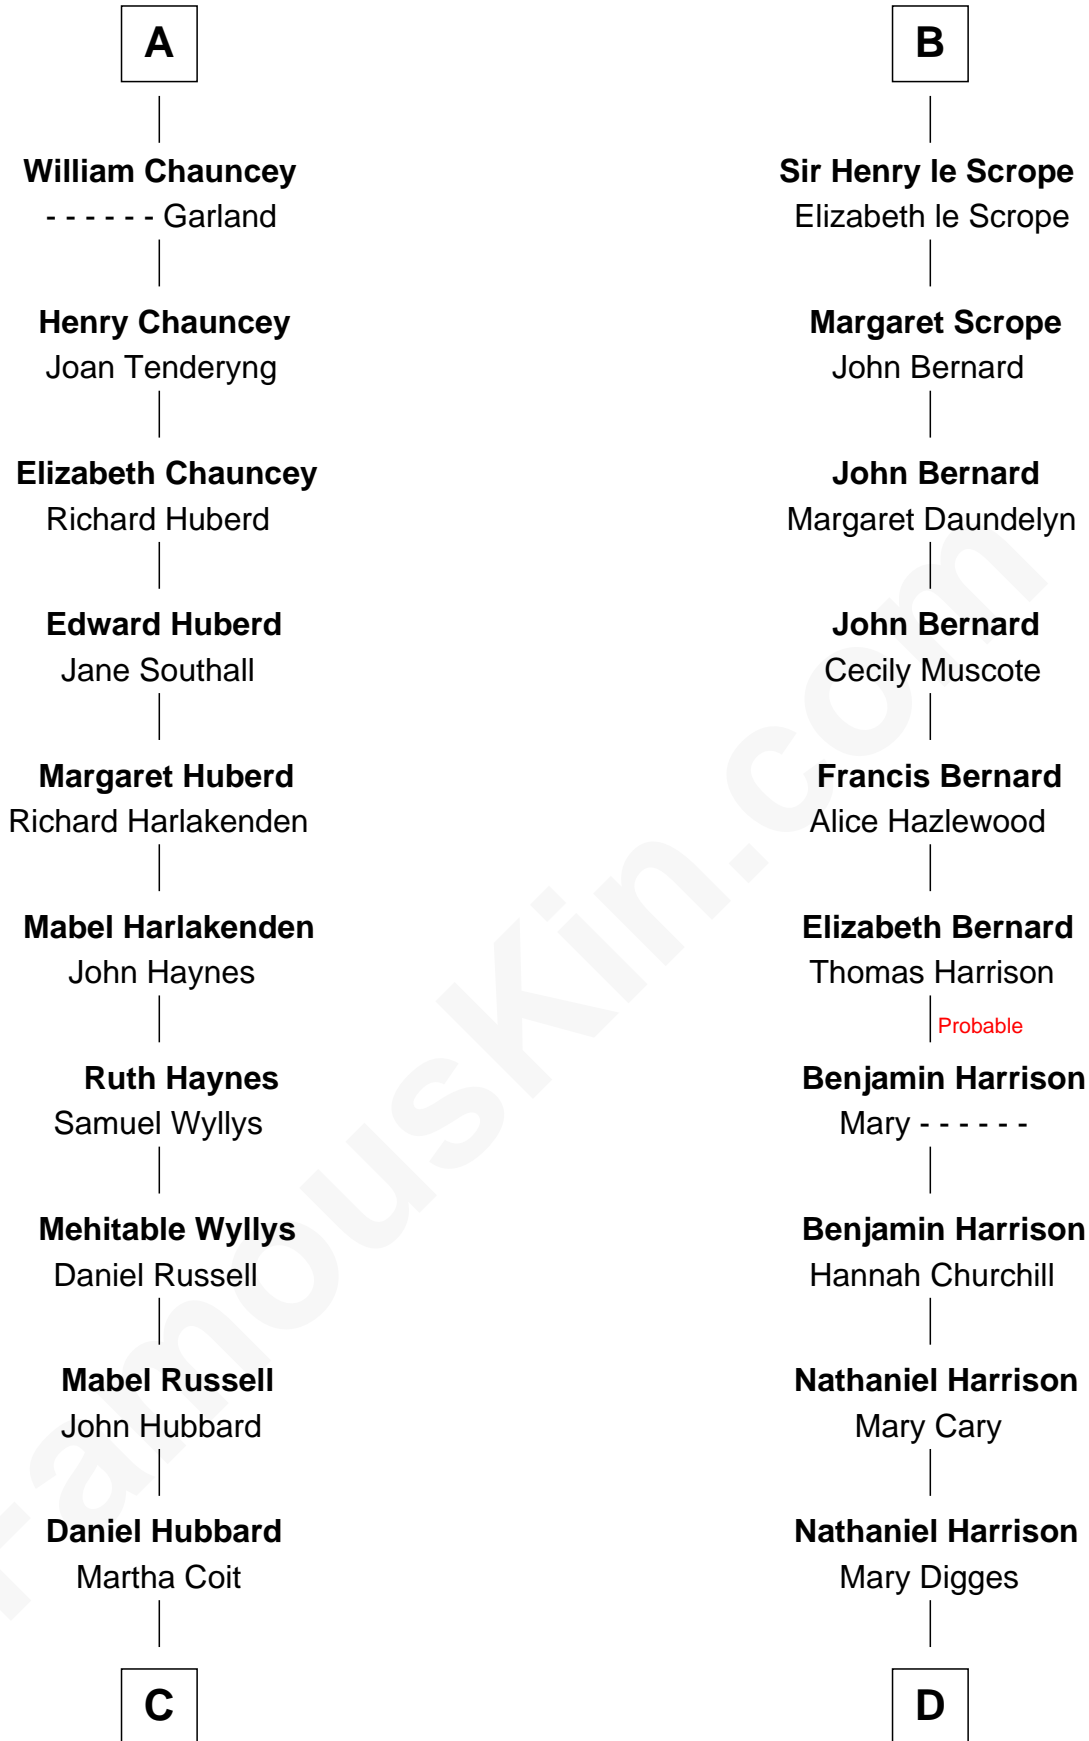 A
William Chauncey
- - - - - - Garland
Henry Chauncey
Joan Tenderyng
Elizabeth Chauncey
Richard Huberd
Edward Huberd
Jane Southall
Margaret Huberd
Richard Harlakenden
Mabel Harlakenden
John Haynes
Ruth Haynes
Samuel Wyllys
Mehitable Wyllys
Daniel Russell
Mabel Russell
John Hubbard
Daniel Hubbard
Martha Coit
C
B
Sir Henry le Scrope
Elizabeth le Scrope
Margaret Scrope
John Bernard
John Bernard
Margaret Daundelyn
John Bernard
Cecily Muscote
Francis Bernard
Alice Hazlewood
Elizabeth Bernard
Thomas Harrison
Probable
Benjamin Harrison
Mary - - - - - -
Benjamin Harrison
Hannah Churchill
Nathaniel Harrison
Mary Cary
Nathaniel Harrison
Mary Digges
D
FamousKin.com